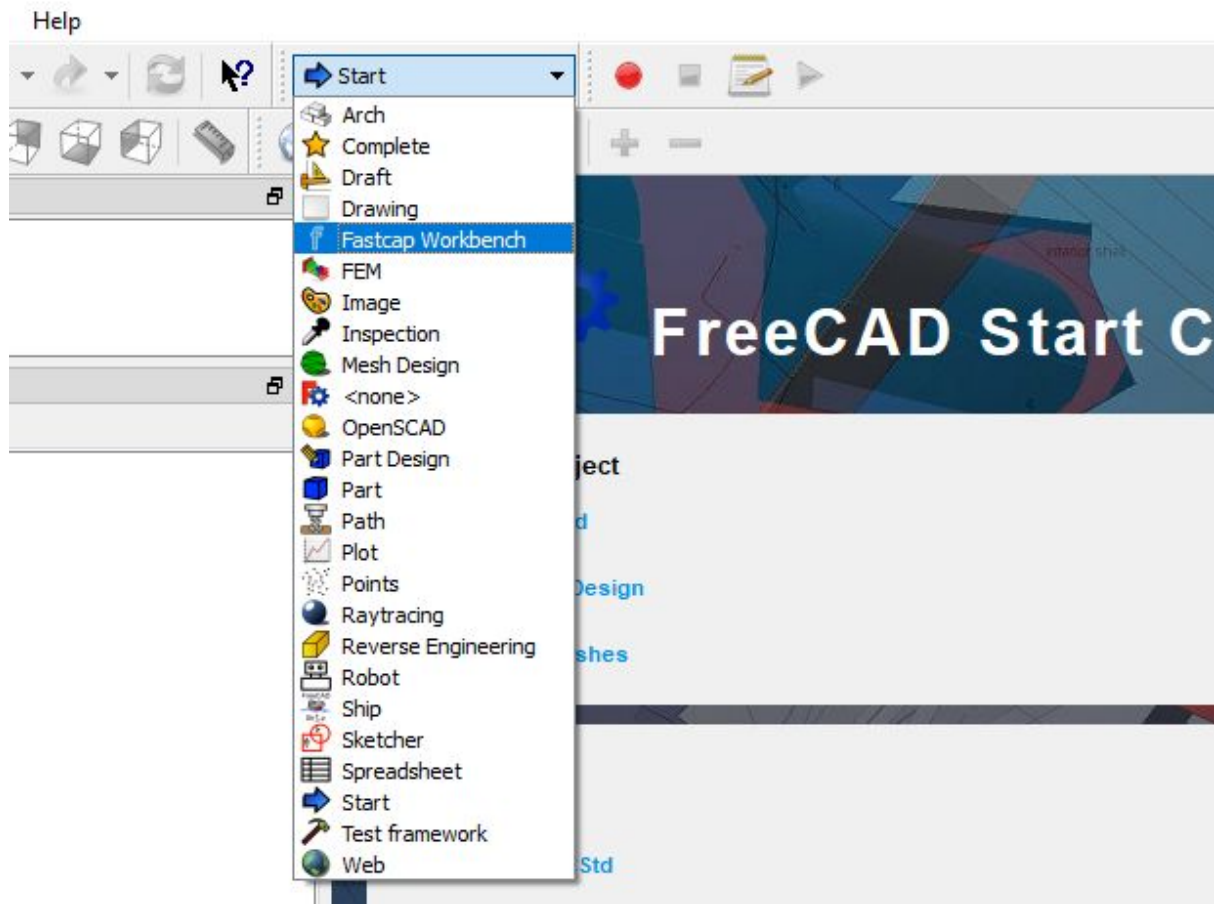 Help
Start
Arch
Complete
Draft
Drawing
Fastcap Workbench
FEM
Image
Inspection
Mesh Design
<none>
OpenSCAD
Part Design
Part
Path
Plot
Points
Raytracing
Reverse Engineering
Robot
Ship
Sketcher
Spreadsheet
Start
Test framework
Web
interior shell
FreeCAD Start C
ject
d
Design
shes
Std